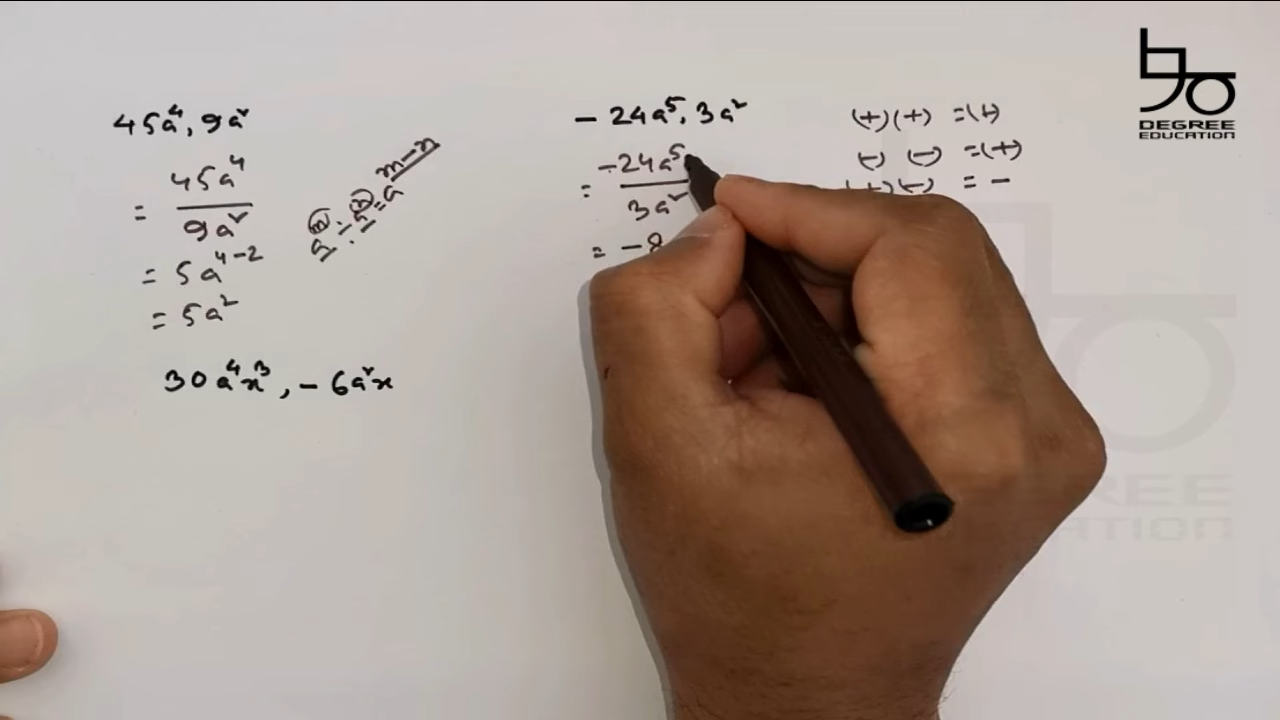 45a⁴, 9a²
= 45a⁴ / 9a²
= 5a⁴⁻²
= 5a²
aᵐ ÷ aⁿ = aᵐ⁻ⁿ
30a⁴x³, - 6a²x
- 24a⁵, 3a²
= -24a⁵ / 3a²
= -8
(+) (+) = (+)
(-) (-) = (+)
(+) (-) = -
DEGREE
EDUCATION